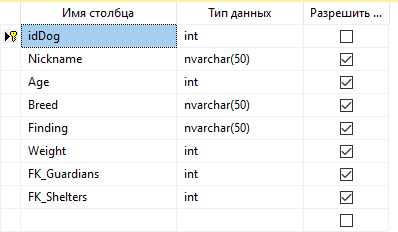 Имя столбца Тип данных Разрешить ...
idDog int
Nickname nvarchar(50)
Age int
Breed nvarchar(50)
Finding nvarchar(50)
Weight int
FK_Guardians int
FK_Shelters int